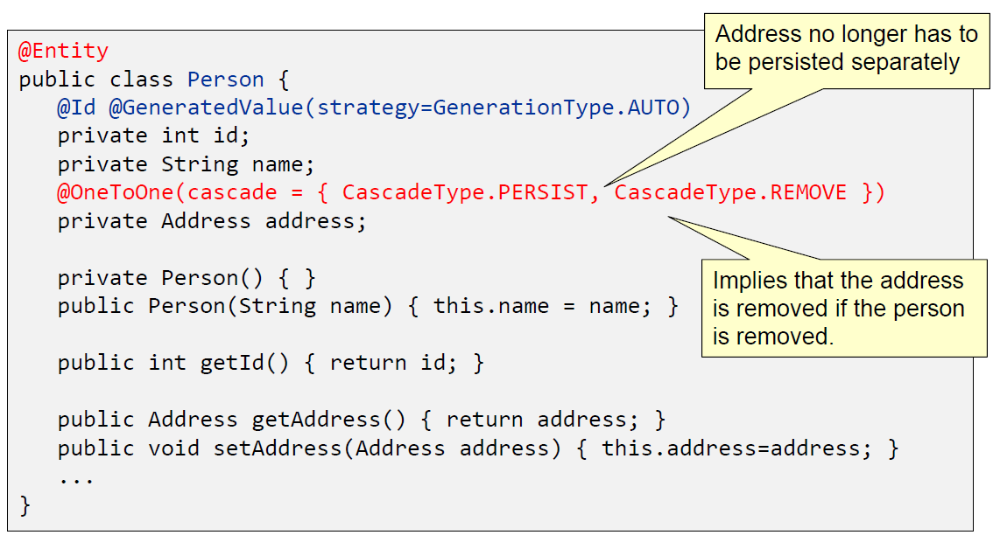 Address no longer has to
be persisted separately
@Entity
public class Person {
@Id @GeneratedValue(strategy=GenerationType.AUTO)
private int id;
private String name;
@OneToOne(cascade = { CascadeType.PERSIST, CascadeType.REMOVE })
private Address address;
private Person() { }
public Person(String name) { this.name = name; }
public int getId() { return id; }
public Address getAddress() { return address; }
public void setAddress(Address address) { this.address=address; }
...
}
Implies that the address
is removed if the person
is removed.